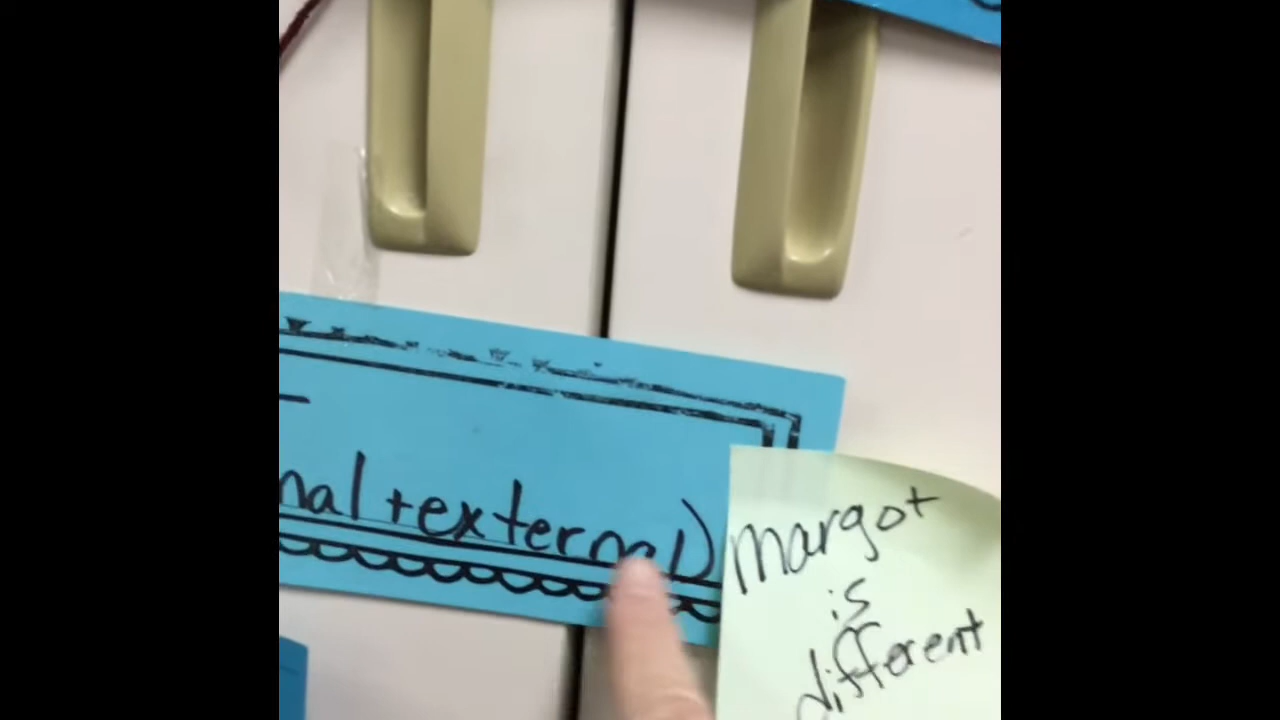 nal + external)
margot
is
different